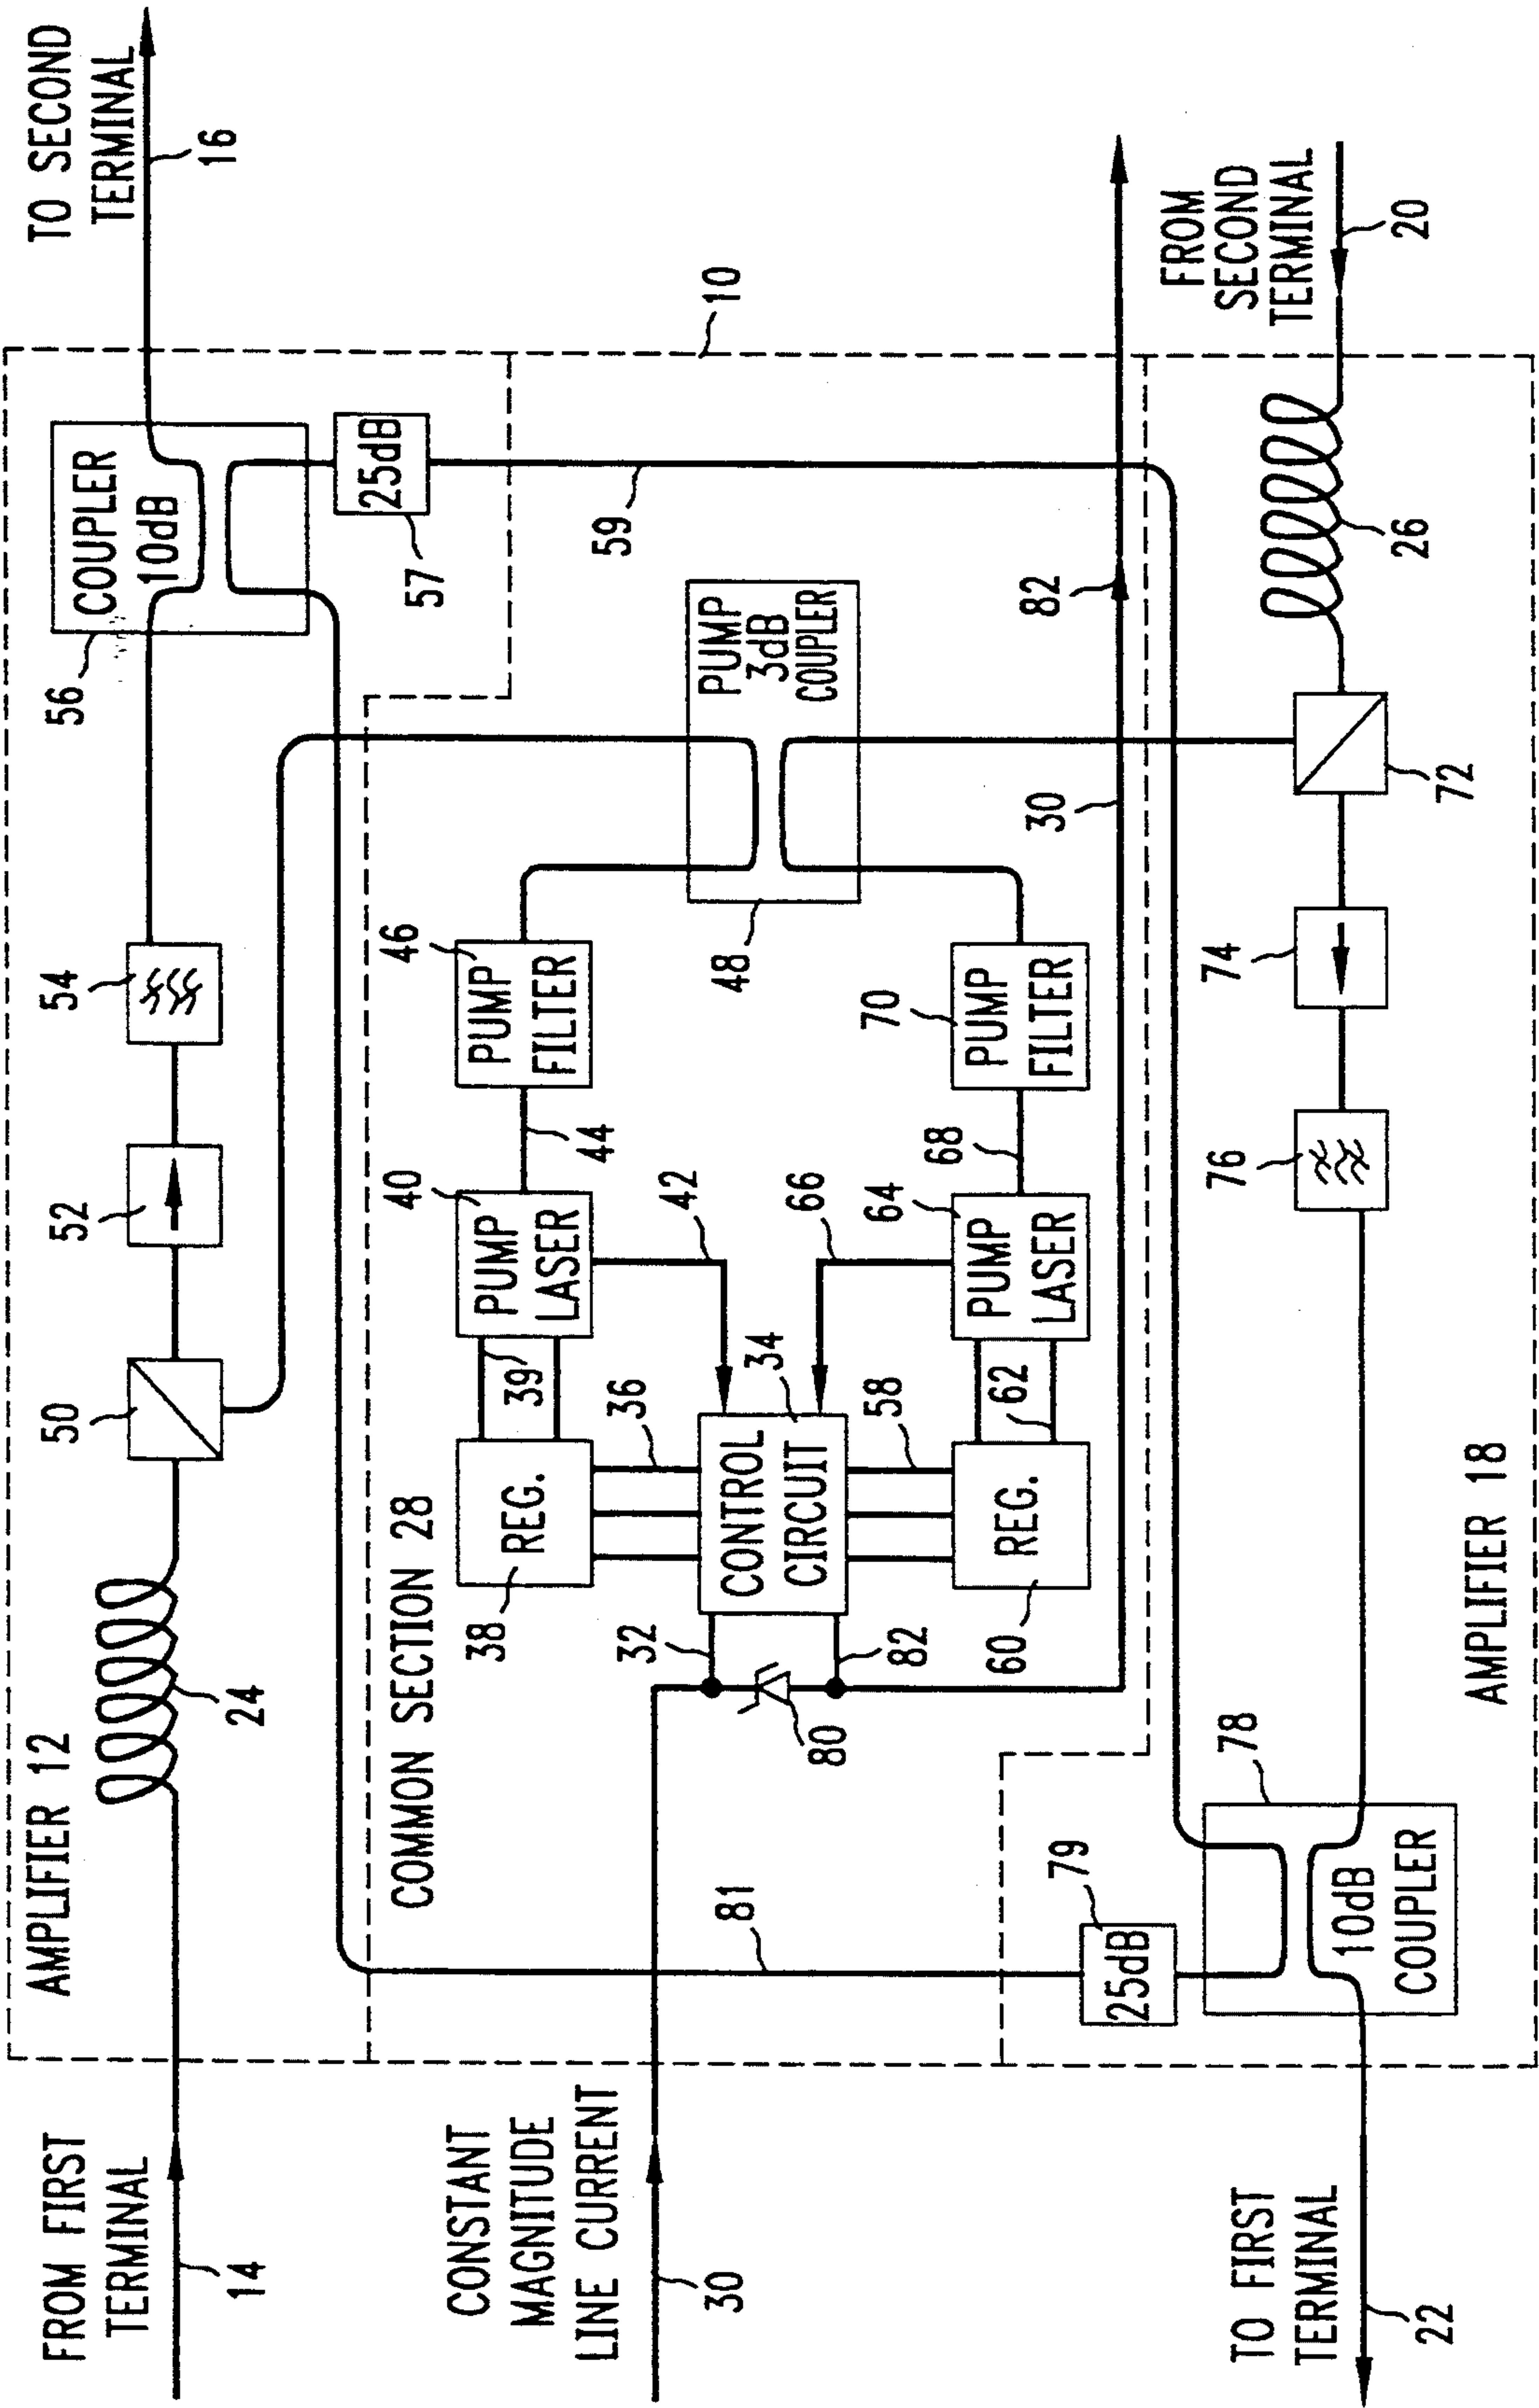 FROM FIRST
TERMINAL
14
AMPLIFIER 12
24
50
52
54
56
COUPLER
10dB
TO SECOND
TERMINAL
16
25dB
57
59
10
COMMON SECTION 28
CONSTANT
MAGNITUDE
LINE CURRENT
30
38
REG.
39
36
40
PUMP
LASER
42
44
46
PUMP
FILTER
48
PUMP
3dB
COUPLER
32
CONTROL
CIRCUIT
34
80
82
58
60
REG.
62
66
64
PUMP
LASER
68
70
PUMP
FILTER
30
82
81
79
25dB
78
10dB
COUPLER
76
74
72
26
FROM
SECOND
TERMINAL
20
TO FIRST
TERMINAL
22
AMPLIFIER 18